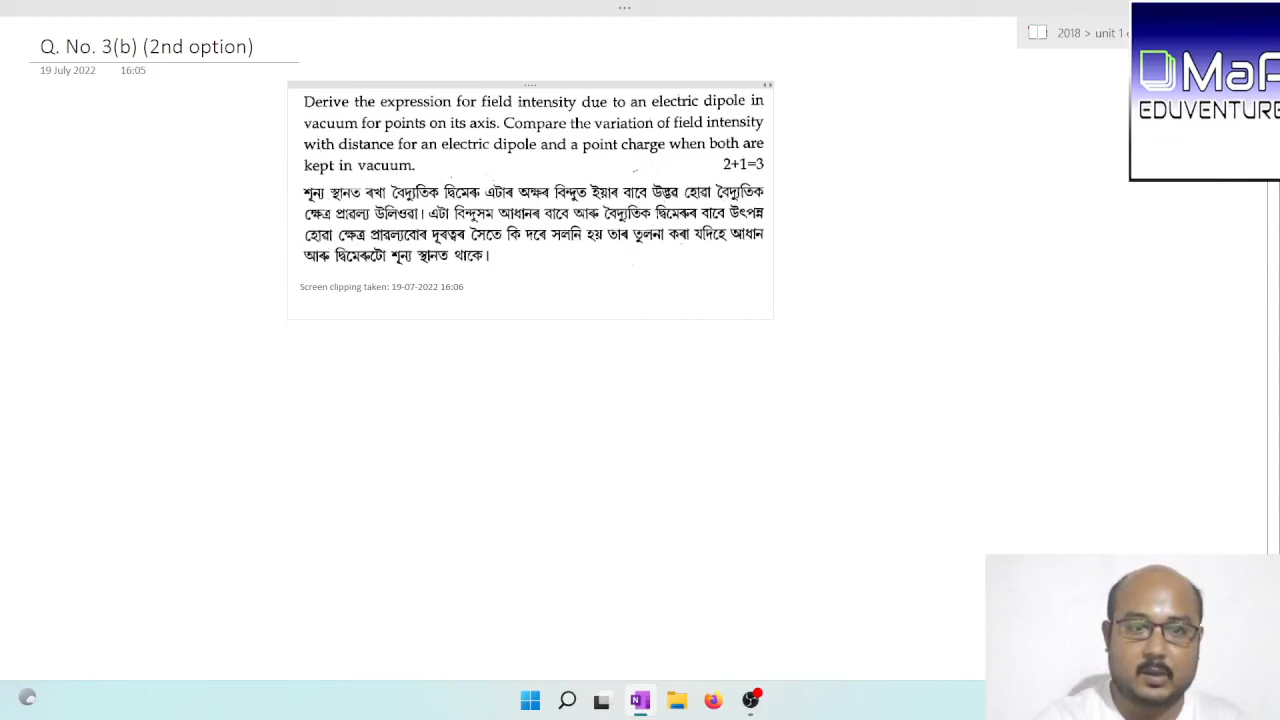 Q. No. 3(b) (2nd option)
19 July 2022 16:05
2018 > unit 1
MaF
EDUVENTURE
Derive the expression for field intensity due to an electric dipole in
vacuum for points on its axis. Compare the variation of field intensity
with distance for an electric dipole and a point charge when both are
kept in vacuum. 2+1=3
শূন্য স্থানত ৰখা বৈদ্যুতিক দ্বিমেৰু এটাৰ অক্ষৰ বিন্দুত ইয়াৰ বাবে উদ্ভৱ হোৱা বৈদ্যুতিক
ক্ষেত্ৰ প্ৰাৱল্য উলিওৱা। এটা বিন্দুসম আধানৰ বাবে আৰু বৈদ্যুতিক দ্বিমেৰুৰ বাবে উৎপন্ন
হোৱা ক্ষেত্ৰ প্ৰাৱল্যবোৰ দূৰত্বৰ সৈতে কি দৰে সলনি হয় তাৰ তুলনা কৰা যদিহে আধান
আৰু দ্বিমেৰুটো শূন্য স্থানত থাকে।
Screen clipping taken: 19-07-2022 16:06